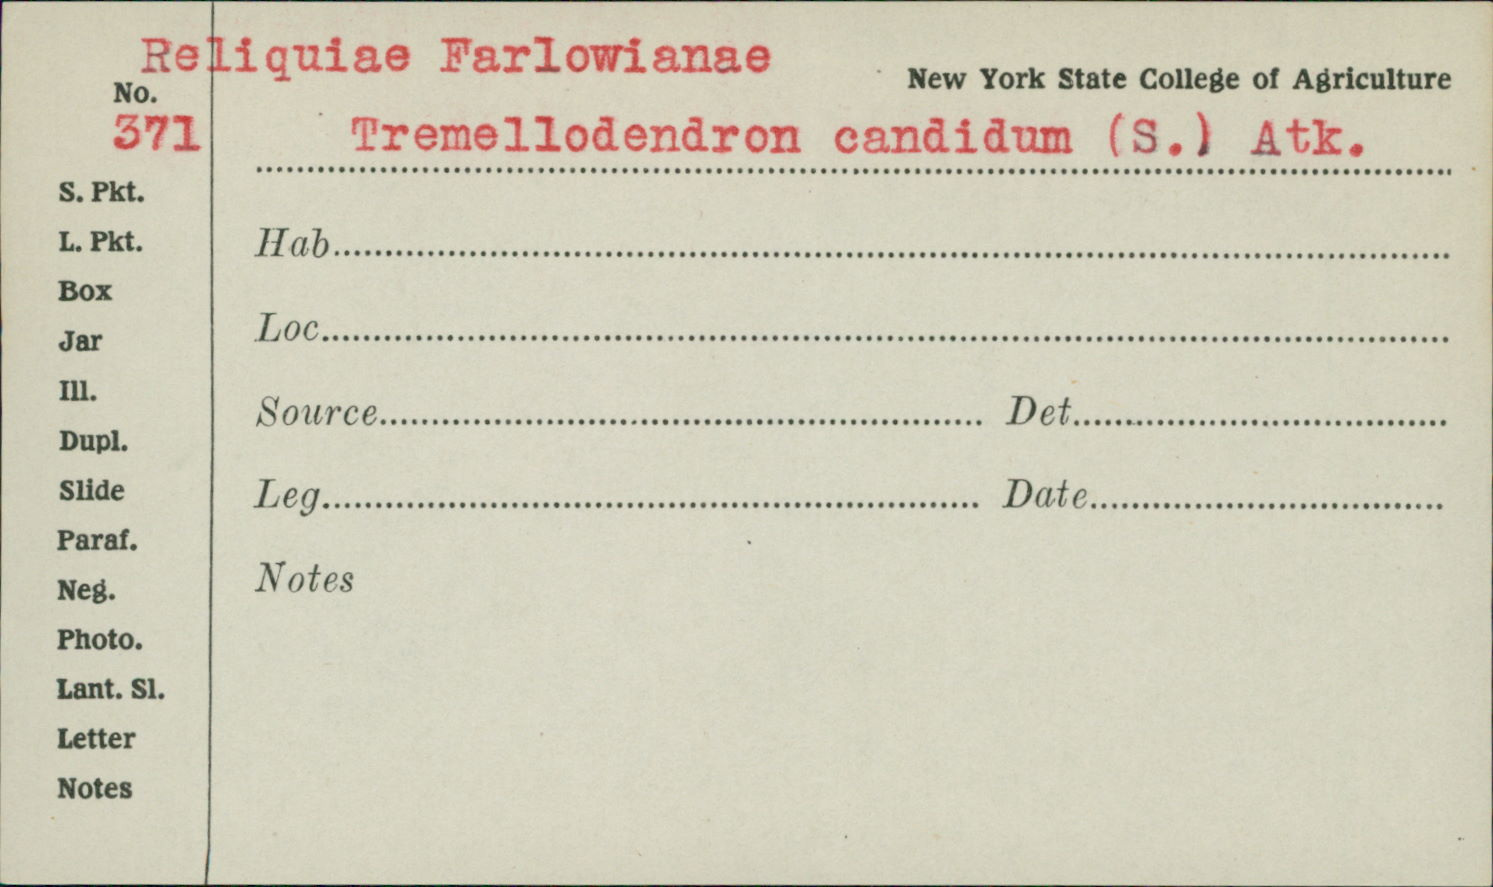 Reliquiae Farlowianae
New York State College of Agriculture
No.
371
Tremellodendron candidum (S.) Atk.
S. Pkt.
L. Pkt.
Box
Jar
Ill.
Dupl.
Slide
Paraf.
Neg.
Photo.
Lant. Sl.
Letter
Notes
Hab
Loc
Source Det
Leg Date
Notes